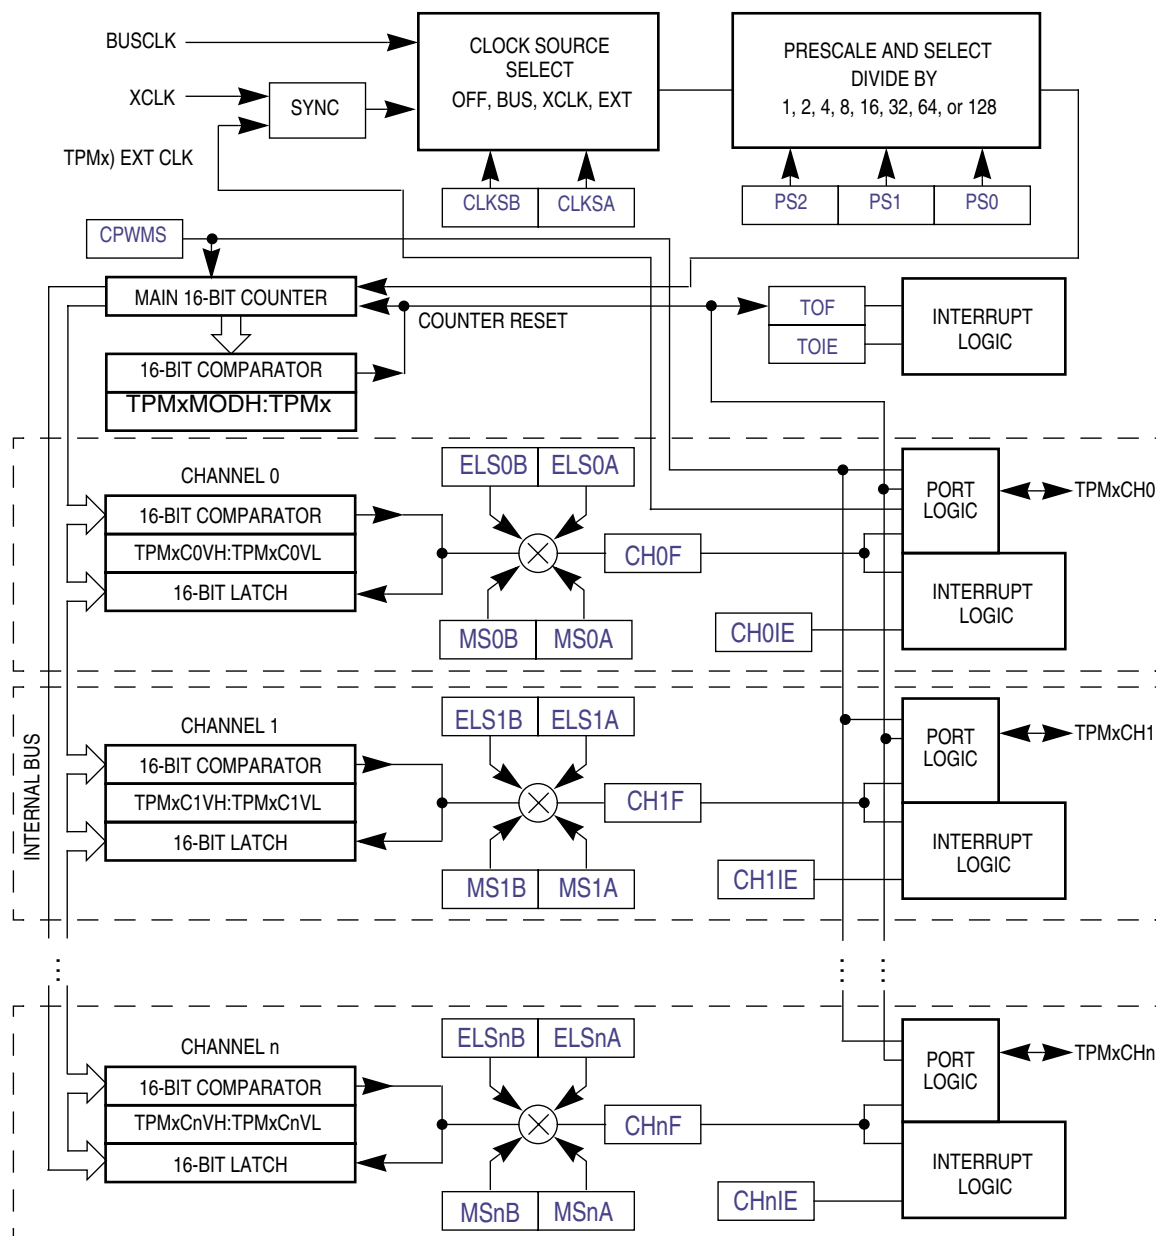 BUSCLK
CLOCK SOURCE
SELECT
OFF, BUS, XCLK, EXT
PRESCALE AND SELECT
DIVIDE BY
1, 2, 4, 8, 16, 32, 64, or 128
XCLK
SYNC
TPMx) EXT CLK
CLKSB
CLKSA
PS2
PS1
PS0
CPWMS
MAIN 16-BIT COUNTER
COUNTER RESET
TOF
TOIE
INTERRUPT
LOGIC
16-BIT COMPARATOR
TPMxMODH:TPMx
CHANNEL 0
ELS0B
ELS0A
PORT
LOGIC
TPMxCH0
16-BIT COMPARATOR
TPMxC0VH:TPMxC0VL
16-BIT LATCH
CH0F
INTERRUPT
LOGIC
MS0B
MS0A
CH0IE
INTERNAL BUS
CHANNEL 1
ELS1B
ELS1A
PORT
LOGIC
TPMxCH1
16-BIT COMPARATOR
TPMxC1VH:TPMxC1VL
16-BIT LATCH
CH1F
INTERRUPT
LOGIC
MS1B
MS1A
CH1IE
...
...
...
CHANNEL n
ELSnB
ELSnA
PORT
LOGIC
TPMxCHn
16-BIT COMPARATOR
TPMxCnVH:TPMxCnVL
16-BIT LATCH
CHnF
INTERRUPT
LOGIC
MSnB
MSnA
CHnIE